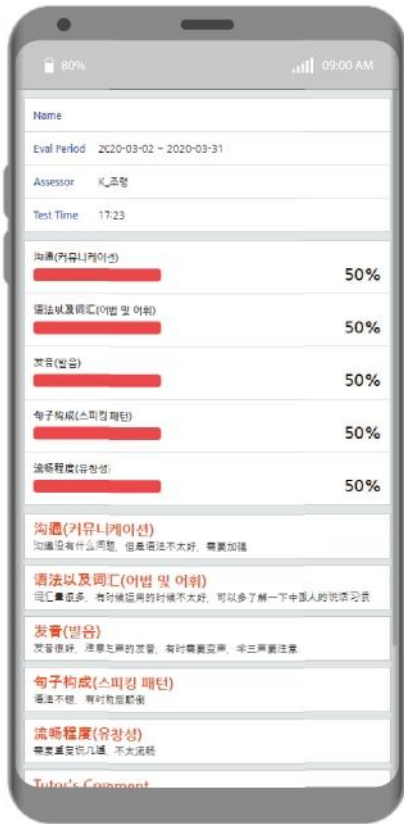 80%
09:00 AM
Name
Eval Period 2020-03-02 ~ 2020-03-31
Assessor K_조령
Test Time 17:23
沟通(커뮤니케이션)
50%
语法以及词汇(어법 및 어휘)
50%
发音(발음)
50%
句子构成(스피킹 패턴)
50%
流畅程度(유창성)
50%
沟通(커뮤니케이션)
沟通没有什么问题, 但是语法不太好, 需要加强
语法以及词汇(어법 및 어휘)
词汇量很多, 有时候运用的时候不太好, 可以多了解一下中国人的说话习惯
发音(발음)
发音很好, 注意三声的发音, 有时需要变声, 半三声要注意
句子构成(스피킹 패턴)
语法不错, 有时前后颠倒
流畅程度(유창성)
需要重复说几遍, 不太流畅
Tutor's Comment